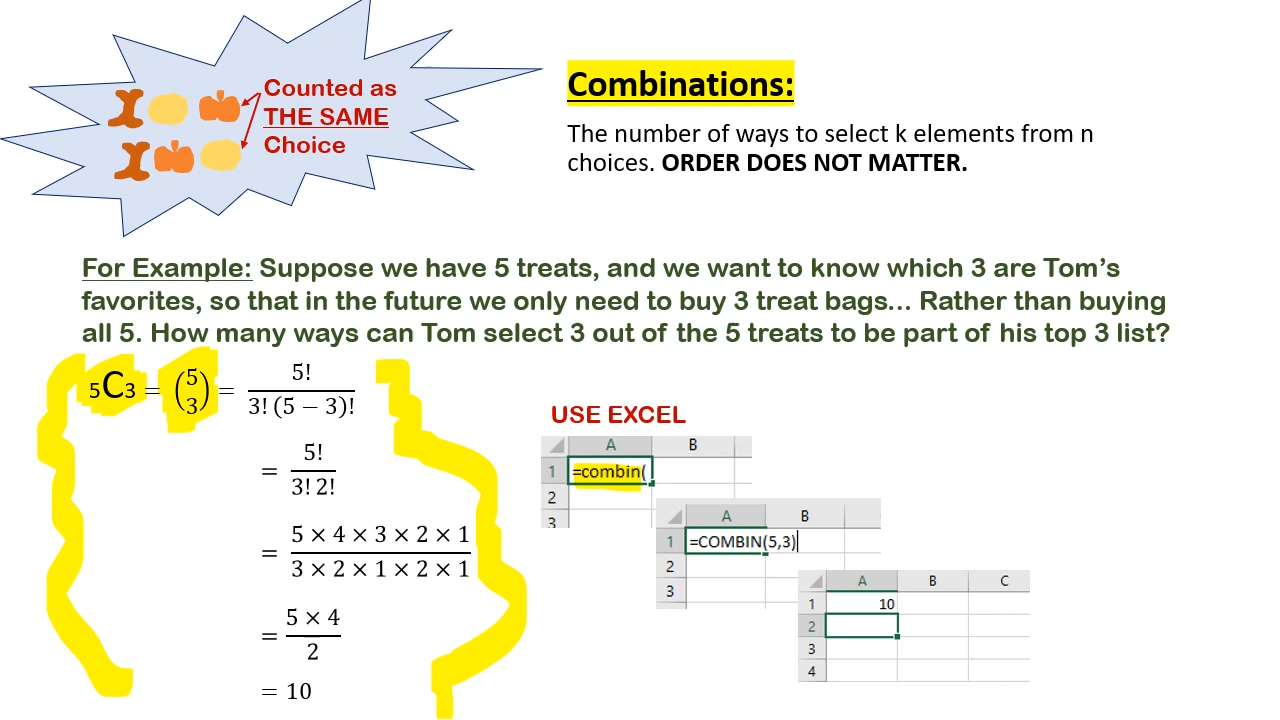 Counted as
THE SAME
Choice
Combinations:
The number of ways to select k elements from n
choices. ORDER DOES NOT MATTER.
For Example: Suppose we have 5 treats, and we want to know which 3 are Tom’s
favorites, so that in the future we only need to buy 3 treat bags... Rather than buying
all 5. How many ways can Tom select 3 out of the 5 treats to be part of his top 3 list?
₅C₃ = (5 3) = 5! / 3! (5 − 3)!
= 5! / 3! 2!
= 5 × 4 × 3 × 2 × 1 / 3 × 2 × 1 × 2 × 1
= 5 × 4 / 2
= 10
USE EXCEL
A B
1 =combin(
2
3
A B
1 =COMBIN(5,3)
2
3
A B C
1 10
2
3
4